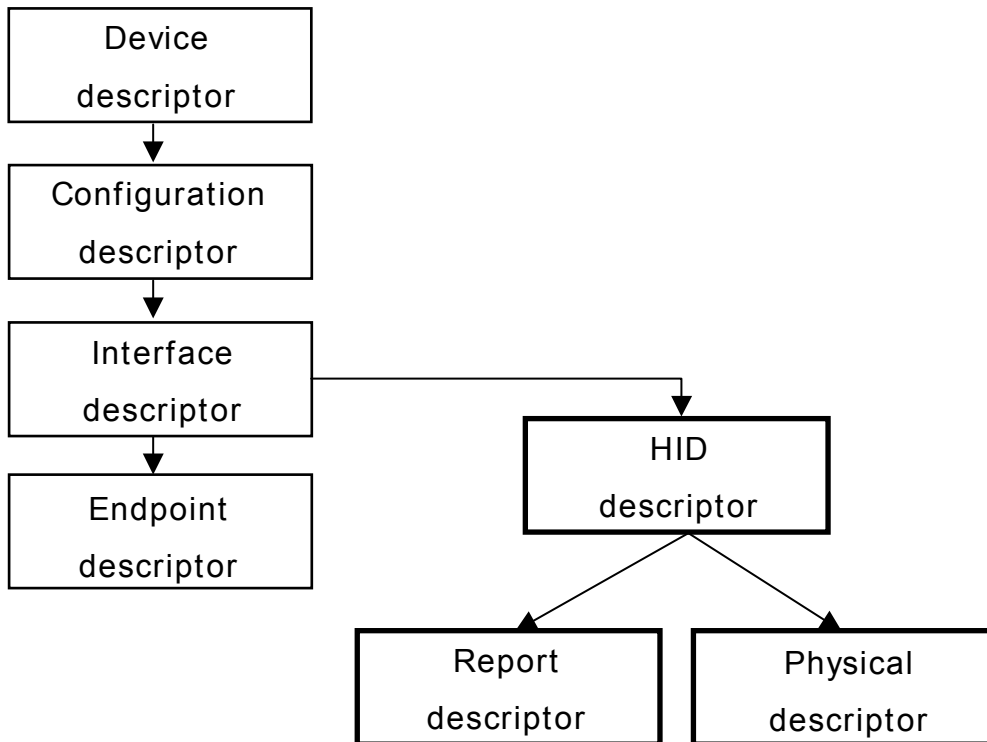 Device
descriptor
Configuration
descriptor
Interface
descriptor
Endpoint
descriptor
HID
descriptor
Report
descriptor
Physical
descriptor